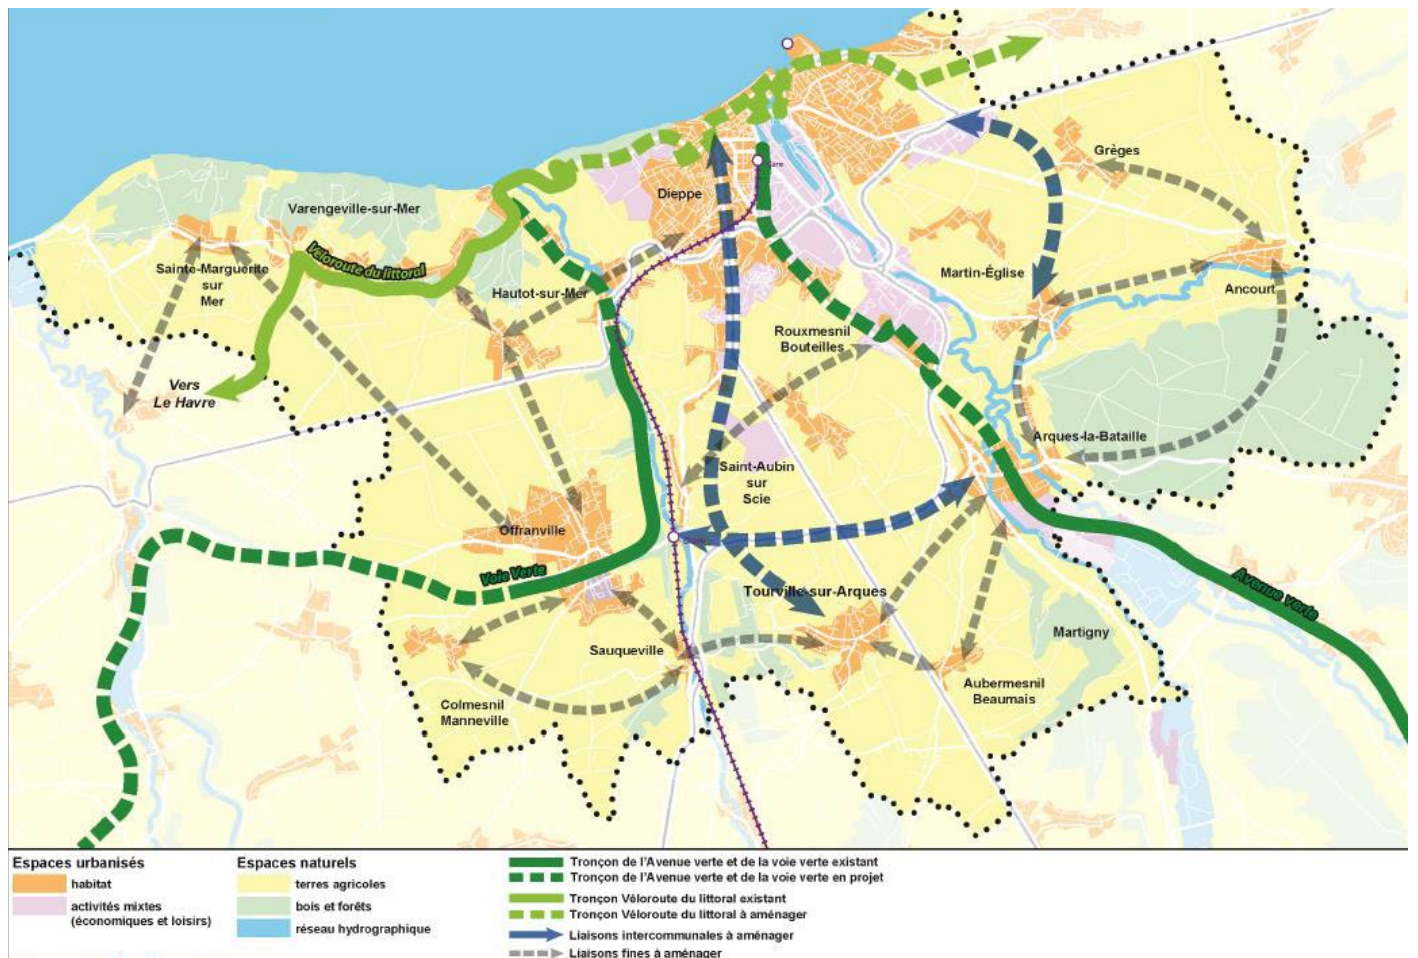 Grèges
Gare
Dieppe
Varengeville-sur-Mer
Véloroute du littoral
Sainte-Marguerite
sur
Mer
Hautot-sur-Mer
Martin-Église
Ancourt
Rouxmesnil
Bouteilles
Vers
Le Havre
Arques-la-Bataille
Saint-Aubin
sur
Scie
Offranville
Gare
Voie Verte
Tourville-sur-Arques
Avenue verte
Martigny
Sauqueville
Aubermesnil
Beaumais
Colmesnil
Manneville
Espaces urbanisés
habitat
activités mixtes
(économiques et loisirs)
Espaces naturels
terres agricoles
bois et forêts
réseau hydrographique
Tronçon de l'Avenue verte et de la voie verte existant
Tronçon de l'Avenue verte et de la voie verte en projet
Tronçon Véloroute du littoral existant
Tronçon Véloroute du littoral à aménager
Liaisons intercommunales à aménager
Liaisons fines à aménager